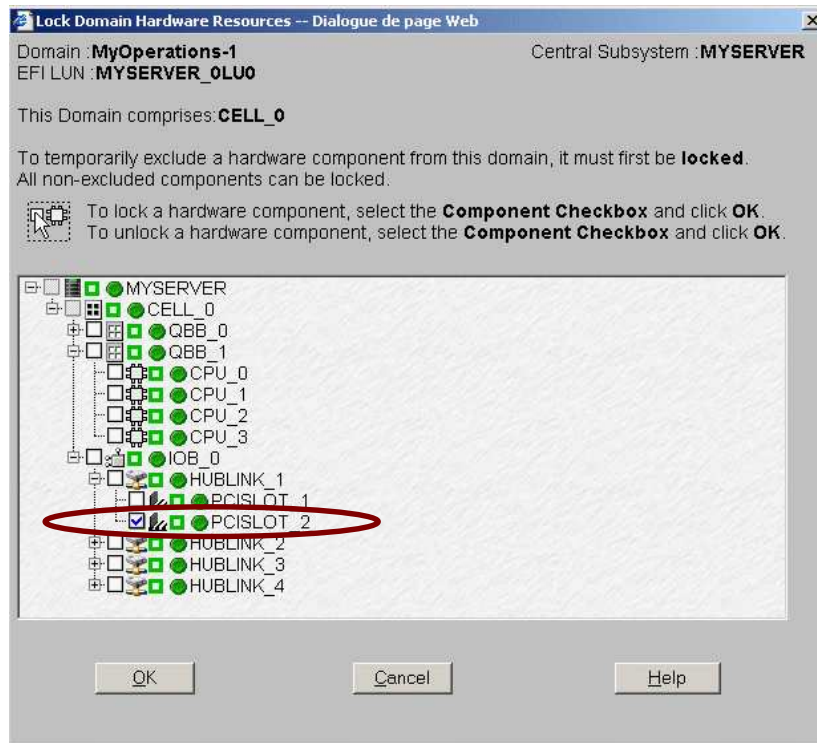 Lock Domain Hardware Resources -- Dialogue de page Web
Domain :MyOperations-1 Central Subsystem :MYSERVER
EFI LUN :MYSERVER_0LU0
This Domain comprises:CELL_0
To temporarily exclude a hardware component from this domain, it must first be locked.
All non-excluded components can be locked.
To lock a hardware component, select the Component Checkbox and click OK.
To unlock a hardware component, select the Component Checkbox and click OK.
MYSERVER
CELL_0
QBB_0
QBB_1
CPU_0
CPU_1
CPU_2
CPU_3
IOB_0
HUBLINK_1
PCISLOT_1
PCISLOT_2
HUBLINK_2
HUBLINK_3
HUBLINK_4
OK Cancel Help